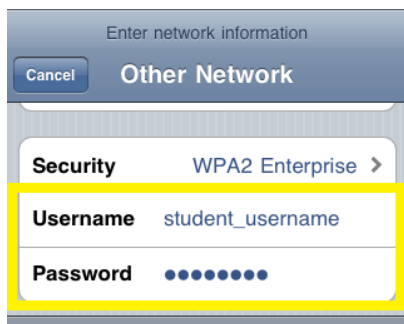 Enter network information
Cancel Other Network
Security WPA2 Enterprise >
Username student_username
Password ●●●●●●●●